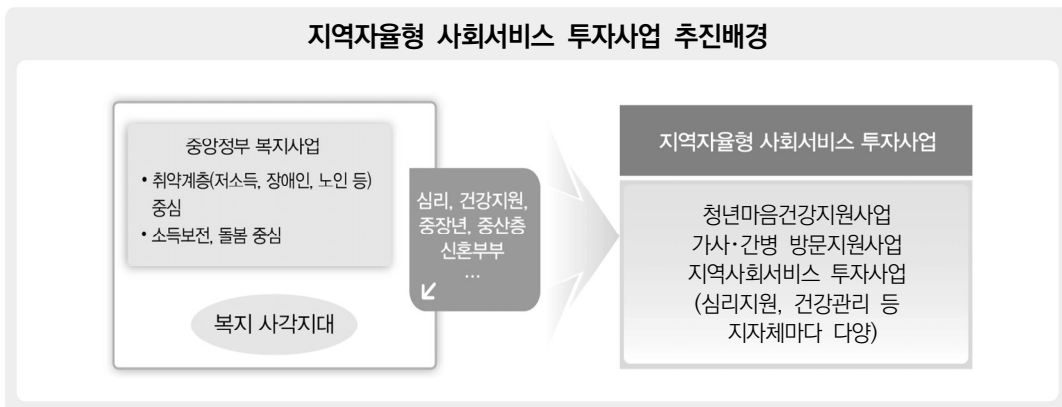 지역자율형 사회서비스 투자사업 추진배경
중앙정부 복지사업
• 취약계층(저소득, 장애인, 노인 등)
중심
• 소득보전, 돌봄 중심
복지 사각지대
심리, 건강지원,
중장년, 중산층
신혼부부
...
지역자율형 사회서비스 투자사업
청년마음건강지원사업
가사·간병 방문지원사업
지역사회서비스 투자사업
(심리지원, 건강관리 등
지자체마다 다양)